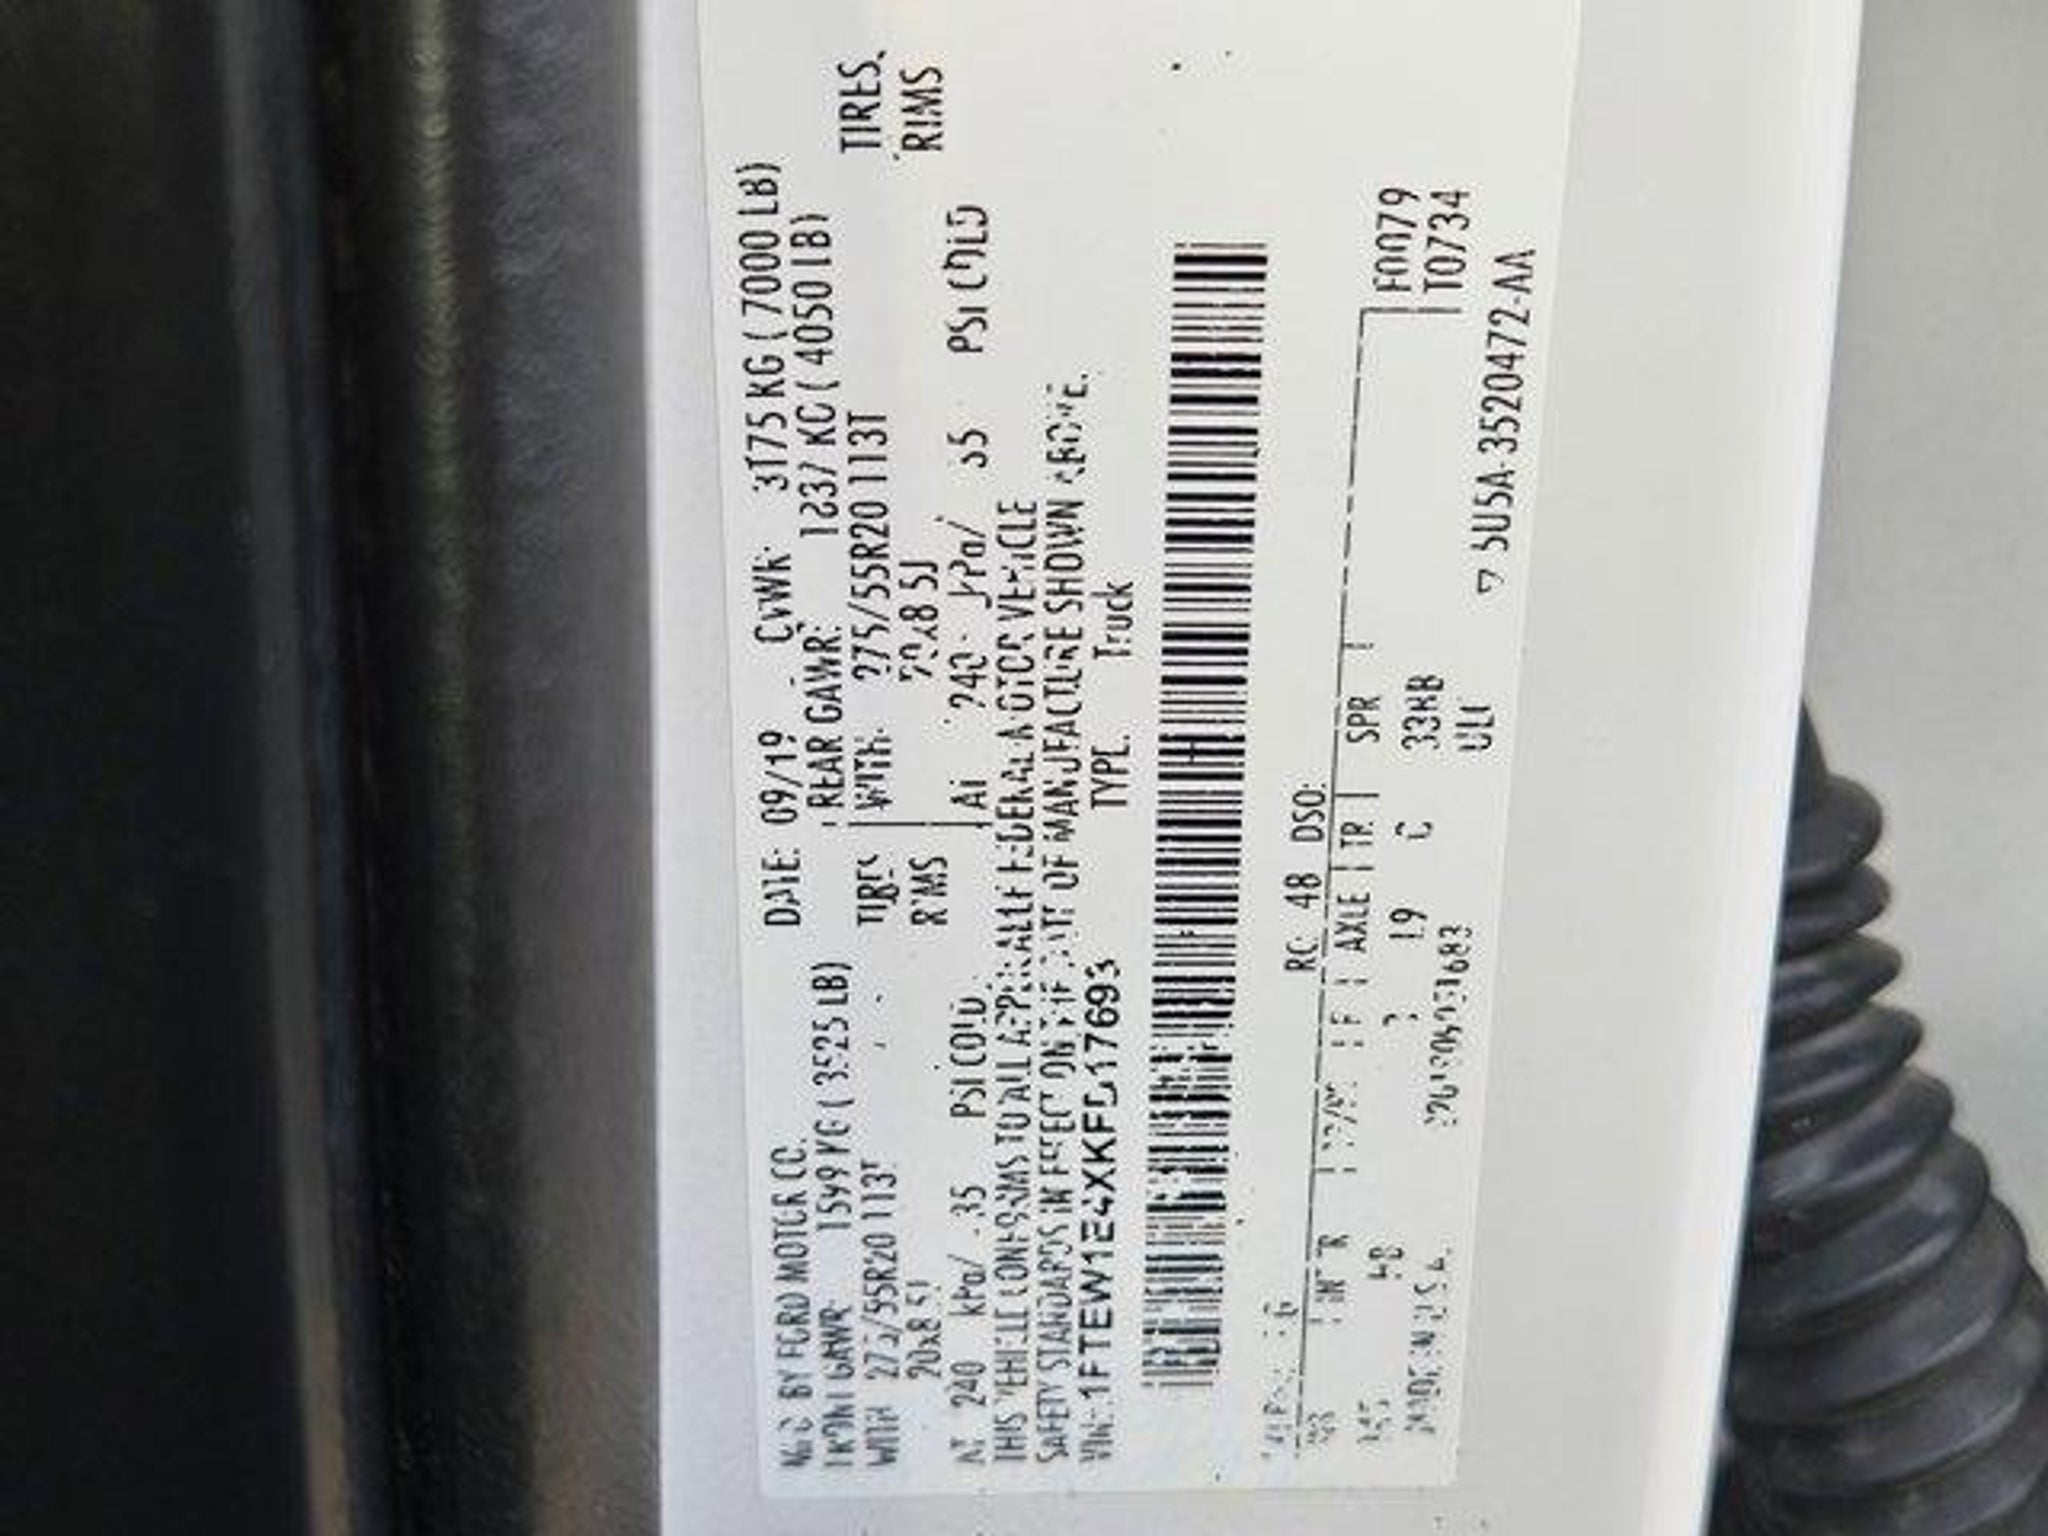 MFD BY FORD MOTOR CO.
DATE: 09/19 GVWR: 3175 KG ( 7000 LB)
FRONT GAWR: 1599 KG ( 3525 LB)
REAR GAWR: 1837 KG ( 4050 LB)
WITH 275/55R20 113T TIRES
WITH: 275/55R20 113T TIRES.
20x8.5J RIMS
20x8.5J RIMS
AT 240 kPa/ 35 PSI COLD
AT 240 kPa/ 35 PSI COLD
THIS VEHICLE CONFORMS TO ALL APPLICABLE FEDERAL MOTOR VEHICLE
SAFETY STANDARDS IN EFFECT ON THE DATE OF MANUFACTURE SHOWN ABOVE.
VIN: 1FTEW1E4XKFD17693 TYPE: Truck
F0079
T0734
RC: 48 DSO:
AXLE TR SPR
L9 33HB
MADE IN U.S.A.
5U5A-3520472-AA